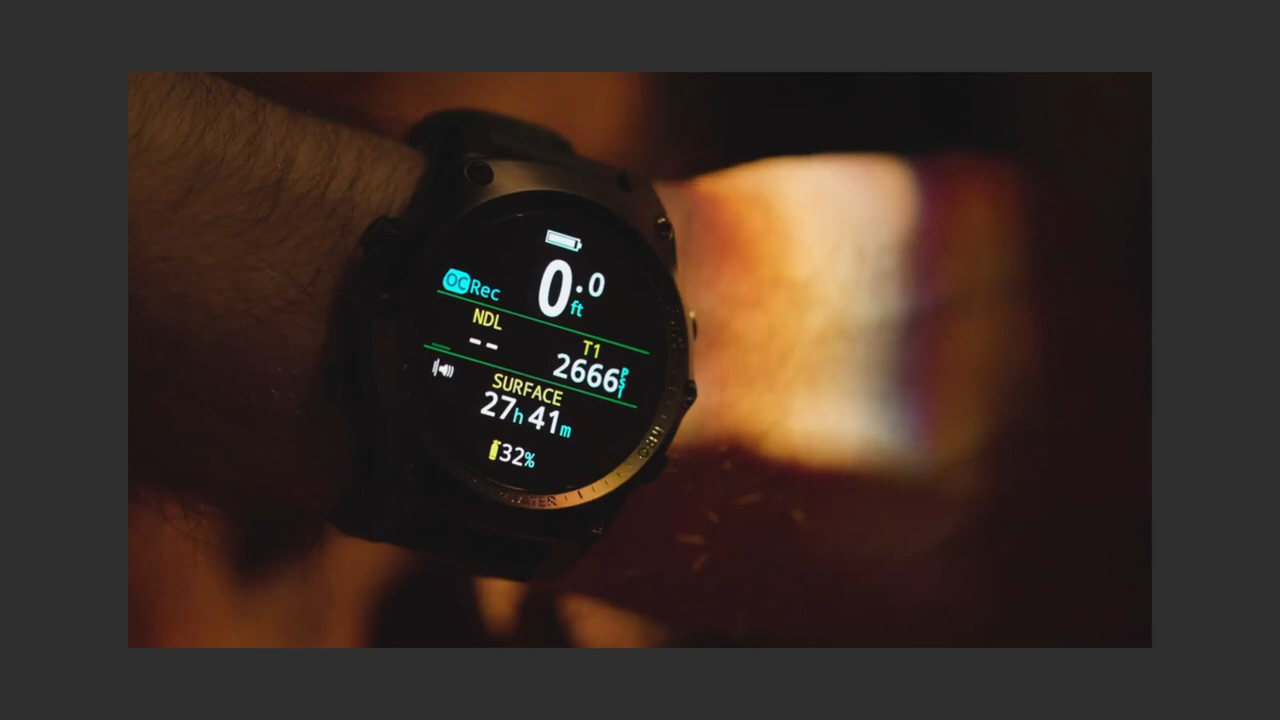 0.0 ft
OC Rec
NDL
--
T1
2666 PSI
SURFACE
27h 41m
32%